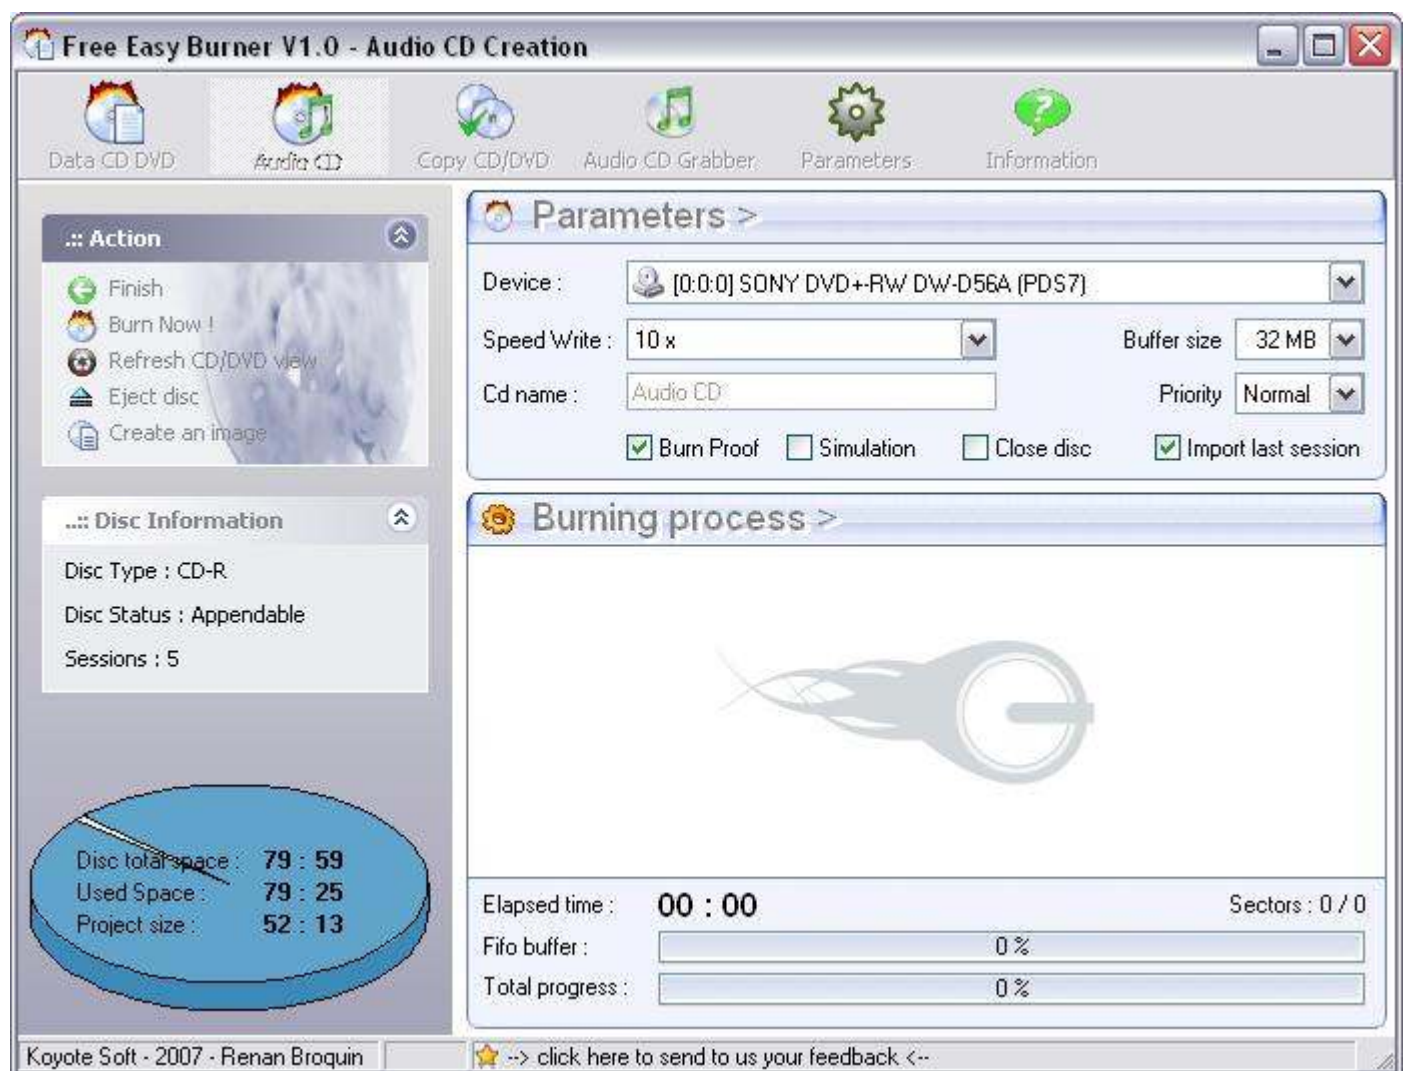 Free Easy Burner V1.0 - Audio CD Creation
Data CD DVD
Audio CD
Copy CD/DVD
Audio CD Grabber
Parameters
Information
.:: Action
Finish
Burn Now !
Refresh CD/DVD view
Eject disc
Create an image
..:: Disc Information
Disc Type : CD-R
Disc Status : Appendable
Sessions : 5
Disc total space : 79 : 59
Used Space : 79 : 25
Project size : 52 : 13
Parameters >
Device : [0:0:0] SONY DVD+-RW DW-D56A (PDS7)
Speed Write : 10 x Buffer size 32 MB
Cd name : Audio CD Priority Normal
Burn Proof Simulation Close disc Import last session
Burning process >
Elapsed time : 00 : 00 Sectors : 0 / 0
Fifo buffer : 0 %
Total progress : 0 %
Koyote Soft - 2007 - Renan Broquin
--> click here to send to us your feedback <--